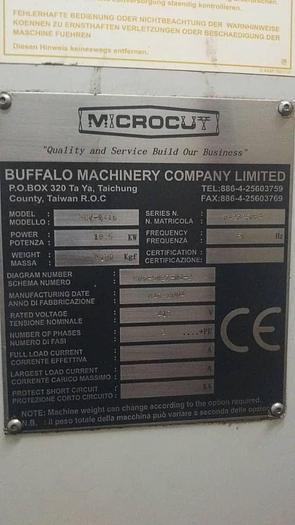 FEHLERHAFTE BEDIENUNG ODER NICHTBEACHTUNG DER WARNHINWEISE
KOENNEN ZU ERNSTHAFTEN VERLETZUNGEN ODER BESCHAEDIGUNG DER
MASCHINE FUEHREN
Diesen Hinweis keineswegs entfernen.
MICROCUT
"Quality and Service Build Our Business"
BUFFALO MACHINERY COMPANY LIMITED
P.O.BOX 320 Ta Ya, Taichung TEL:886-4-25603759
County, Taiwan R.O.C FAX:886-4-25603769
MODEL : SERIES N. :
MODELLO : N. MATRICOLA :
POWER : KW FREQUENCY : Hz
POTENZA : FREQUENZA :
WEIGHT : Kgf CERTIFICATION :
MASSA : CERTIFICAZIONE:
DIAGRAM NUMBER :
SCHEMA NUMERO :
MANUFACTURING DATE :
ANNO DI FABBRICAZIONE :
RATED VOLTAGE : V
TENSIONE NOMINALE :
NUMBER OF PHASES : ....+PE
NUMERO DI FASI :
FULL LOAD CURRENT : A
CORRENTE EFFETTIVA :
LARGEST LOAD CURRENT : A
CORRENTE CARICO MASSIMO :
PROTECT SHORT CIRCUIT : KA
PROTEZIONE CORTO CIRCUITO :
CE
NOTE: Machine weight can change according to the option required.
N.B. : il peso totale della macchina può variare a seconda delle